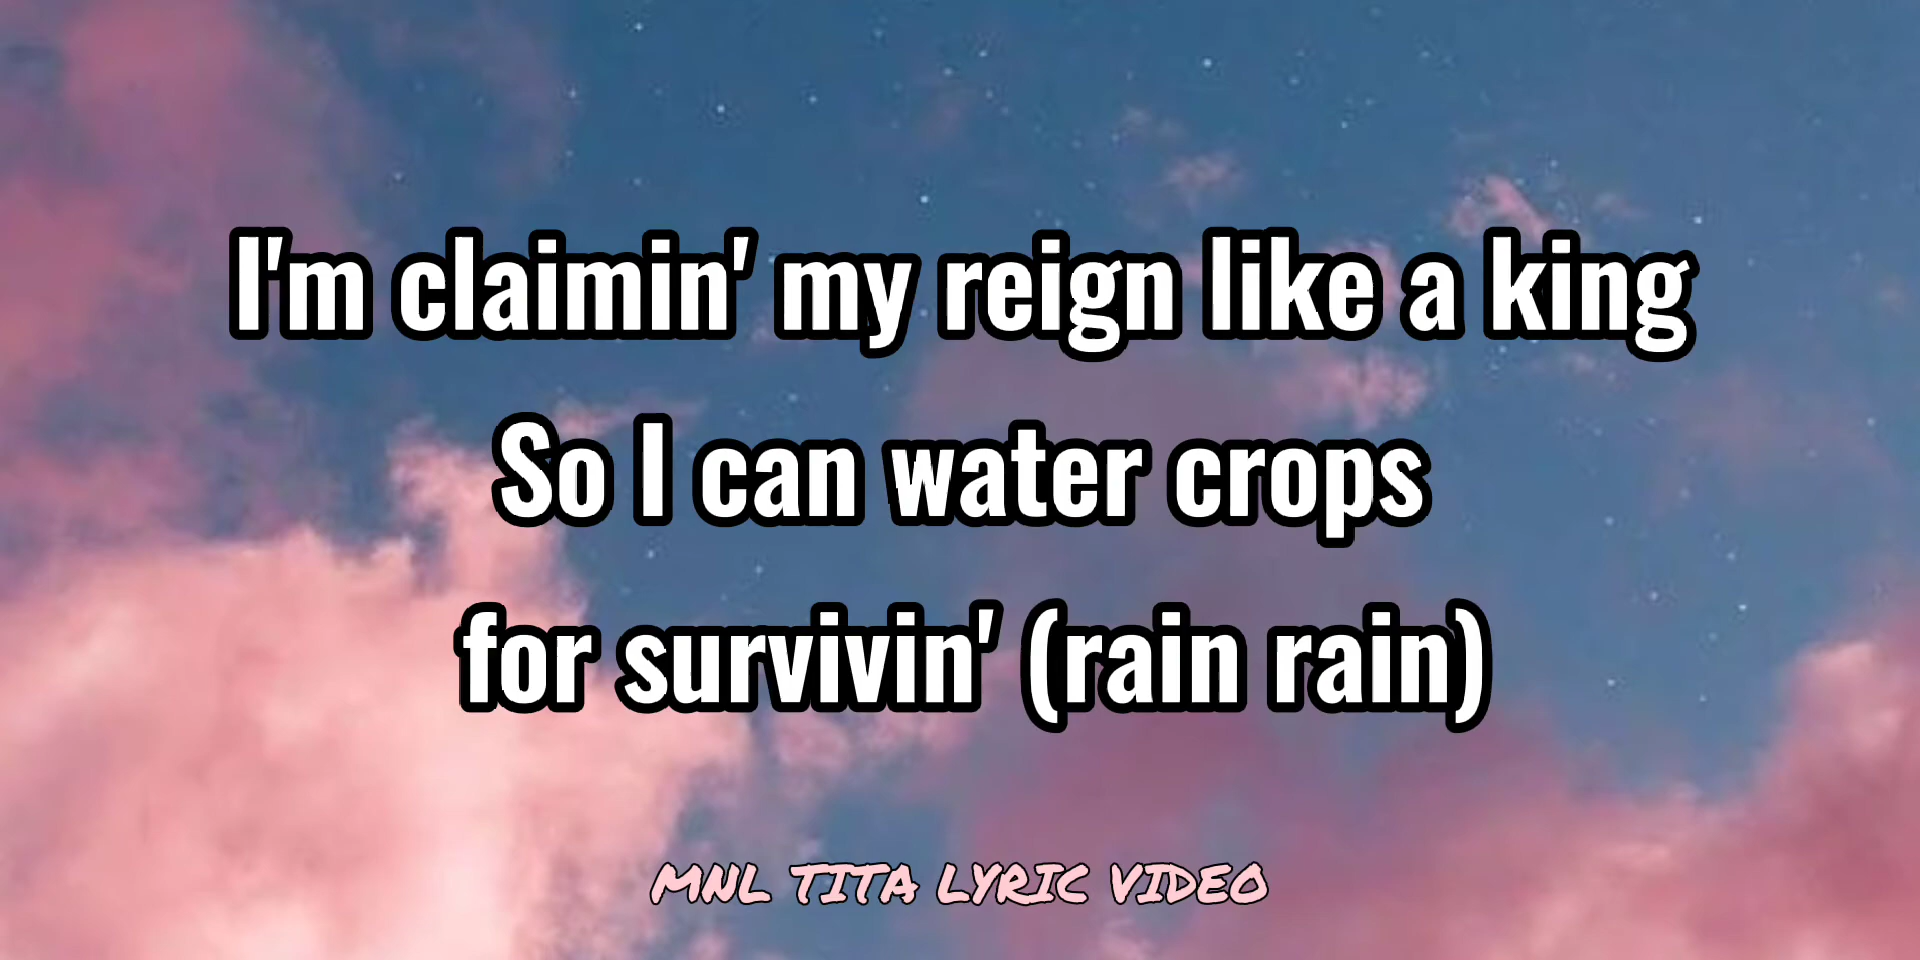 I'm claimin' my reign like a king
So I can water crops
for survivin' (rain rain)
MNL TITA LYRIC VIDEO